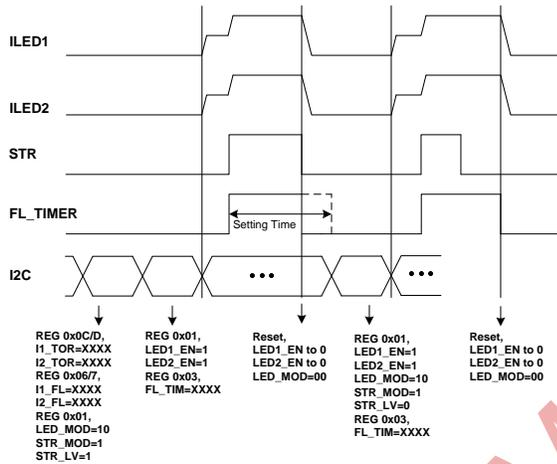 ILED1
ILED2
STR
FL_TIMER
Setting Time
I2C
REG 0x0C/D,
I1_TOR=XXXX
I2_TOR=XXXX
REG 0x06/7,
I1_FL=XXXX
I2_FL=XXXX
REG 0x01,
LED_MOD=10
STR_MOD=1
STR_LV=1
REG 0x01,
LED1_EN=1
LED2_EN=1
REG 0x03,
FL_TIM=XXXX
Reset,
LED1_EN to 0
LED2_EN to 0
LED_MOD=00
REG 0x01,
LED1_EN=1
LED2_EN=1
LED_MOD=10
STR_MOD=1
STR_LV=0
REG 0x03,
FL_TIM=XXXX
Reset,
LED1_EN to 0
LED2_EN to 0
LED_MOD=00